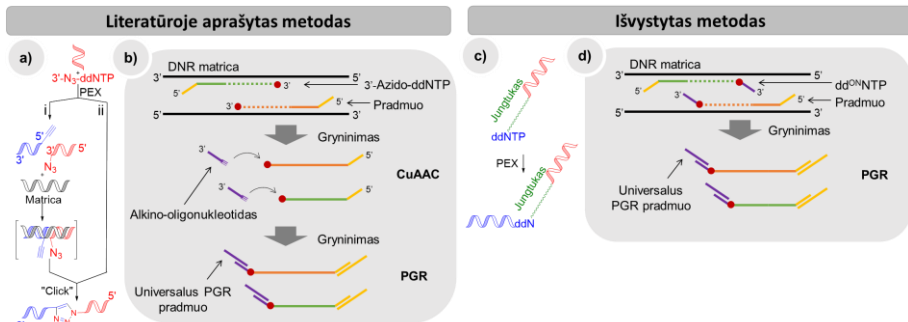 Literatūroje aprašytas metodas
Išvystytas metodas
a)
3'-N₃-ddNTP
PEX
i
ii
5'
3'
3'
5'
N₃
Matrica
N₃
"Click"
5'
b)
DNR matrica
3'
5'
5'
3'
3'-Azido-ddNTP
3'
5'
Pradmuo
5'
3'
Gryninimas
3'
5'
CuAAC
3'
5'
Alkino-oligonukleotidas
Gryninimas
Universalus PGR
pradmuo
PGR
c)
Jungtukas
ddNTP
PEX
Jungtukas
ddN
d)
DNR matrica
3'
5'
5'
ddᴼᴺNTP
5'
Pradmuo
5'
3'
Gryninimas
Universalus
PGR pradmuo
PGR